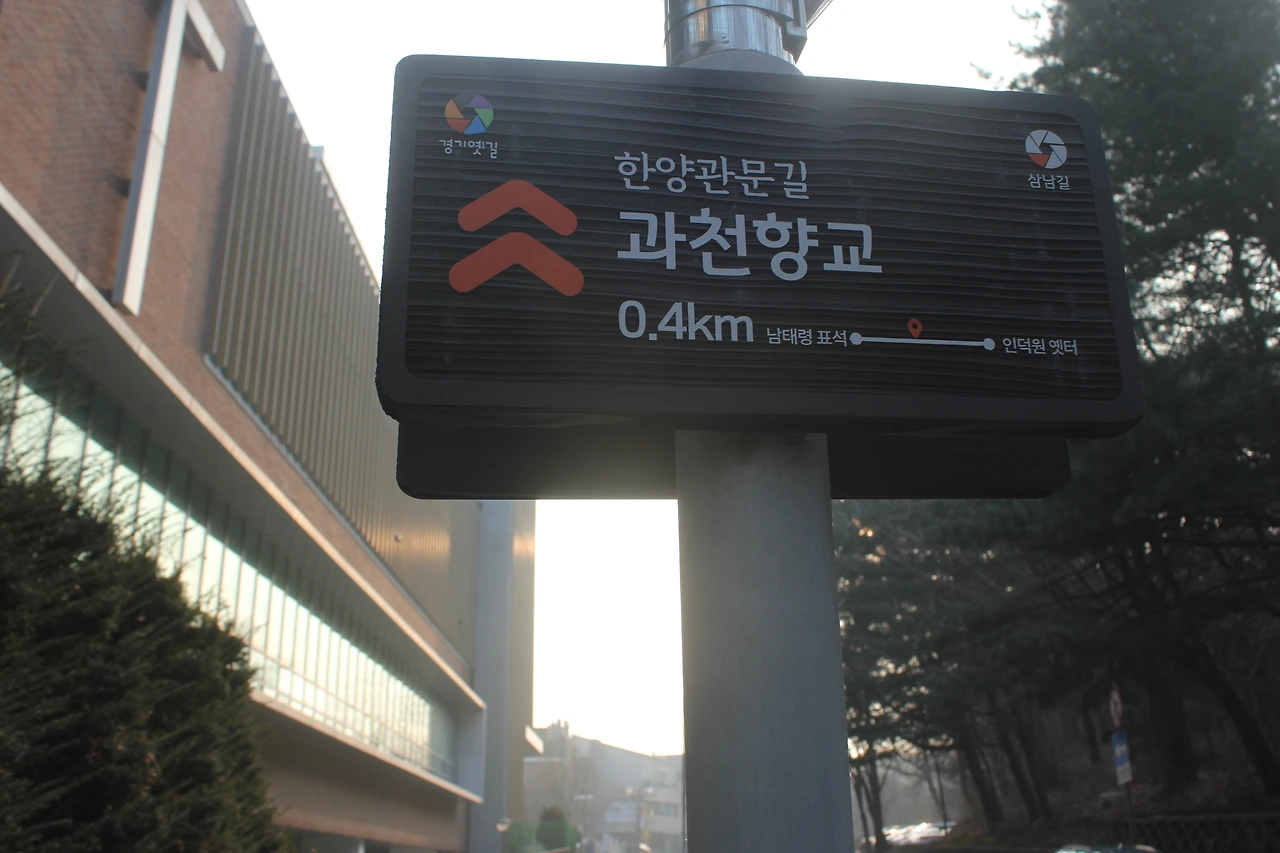 경기옛길
삼남길
한양관문길
과천향교
0.4km 남태령 표석 인덕원 옛터